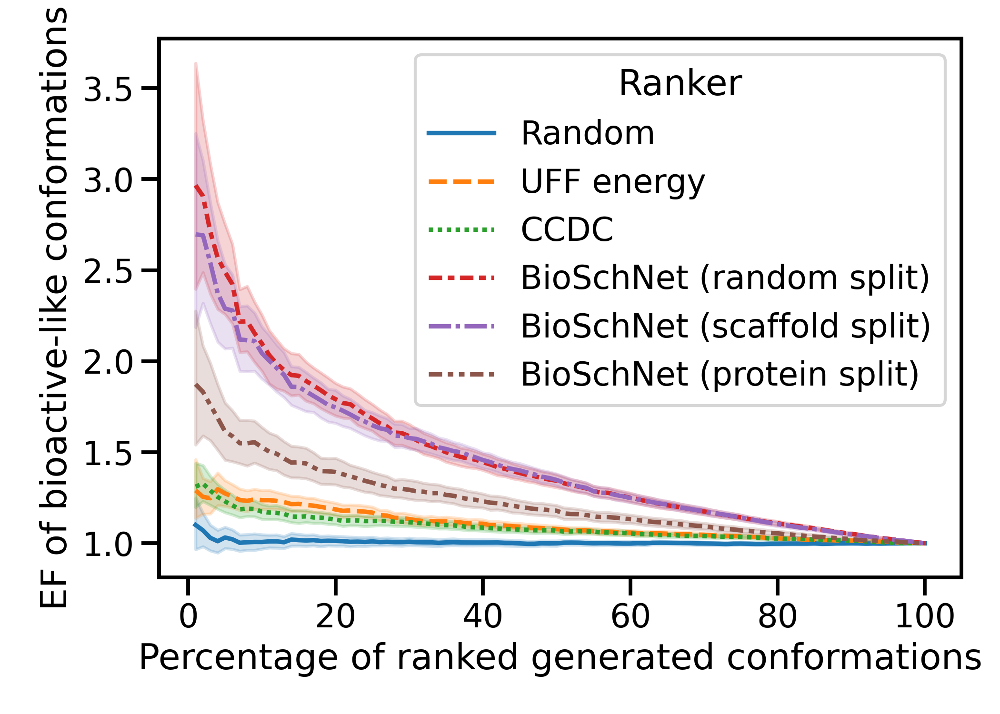 EF of bioactive-like conformations
3.5
3.0
2.5
2.0
1.5
1.0
Ranker
Random
UFF energy
CCDC
BioSchNet (random split)
BioSchNet (scaffold split)
BioSchNet (protein split)
0 20 40 60 80 100
Percentage of ranked generated conformations